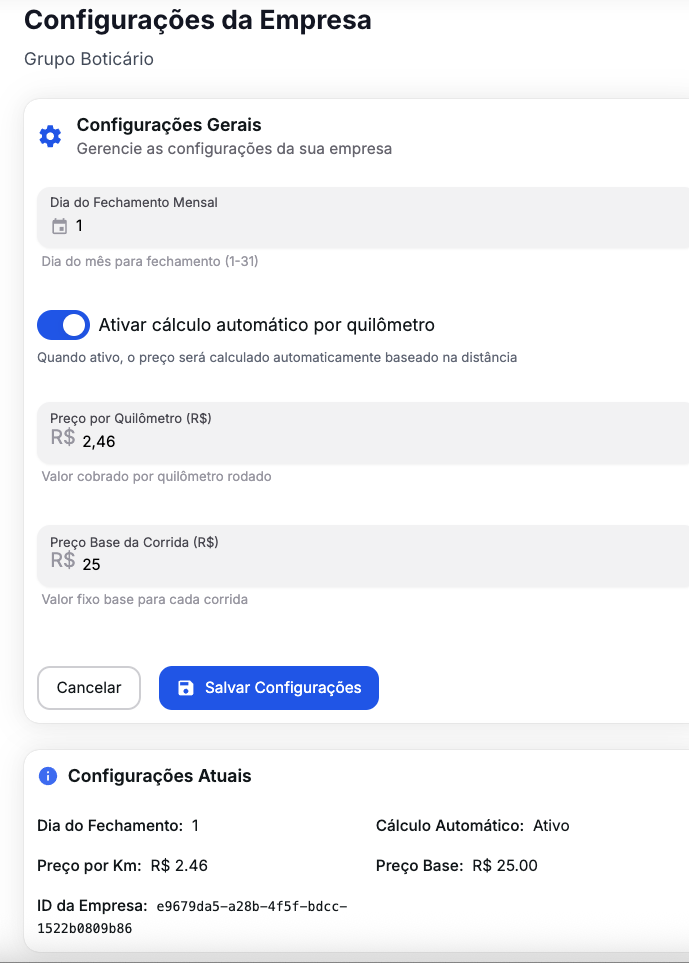 Configurações da Empresa
Grupo Boticário
Configurações Gerais
Gerencie as configurações da sua empresa
Dia do Fechamento Mensal
1
Dia do mês para fechamento (1-31)
Ativar cálculo automático por quilômetro
Quando ativo, o preço será calculado automaticamente baseado na distância
Preço por Quilômetro (R$)
R$ 2,46
Valor cobrado por quilômetro rodado
Preço Base da Corrida (R$)
R$ 25
Valor fixo base para cada corrida
Cancelar
Salvar Configurações
Configurações Atuais
Dia do Fechamento: 1
Cálculo Automático: Ativo
Preço por Km: R$ 2.46
Preço Base: R$ 25.00
ID da Empresa: e9679da5-a28b-4f5f-bdcc-
1522b0809b86